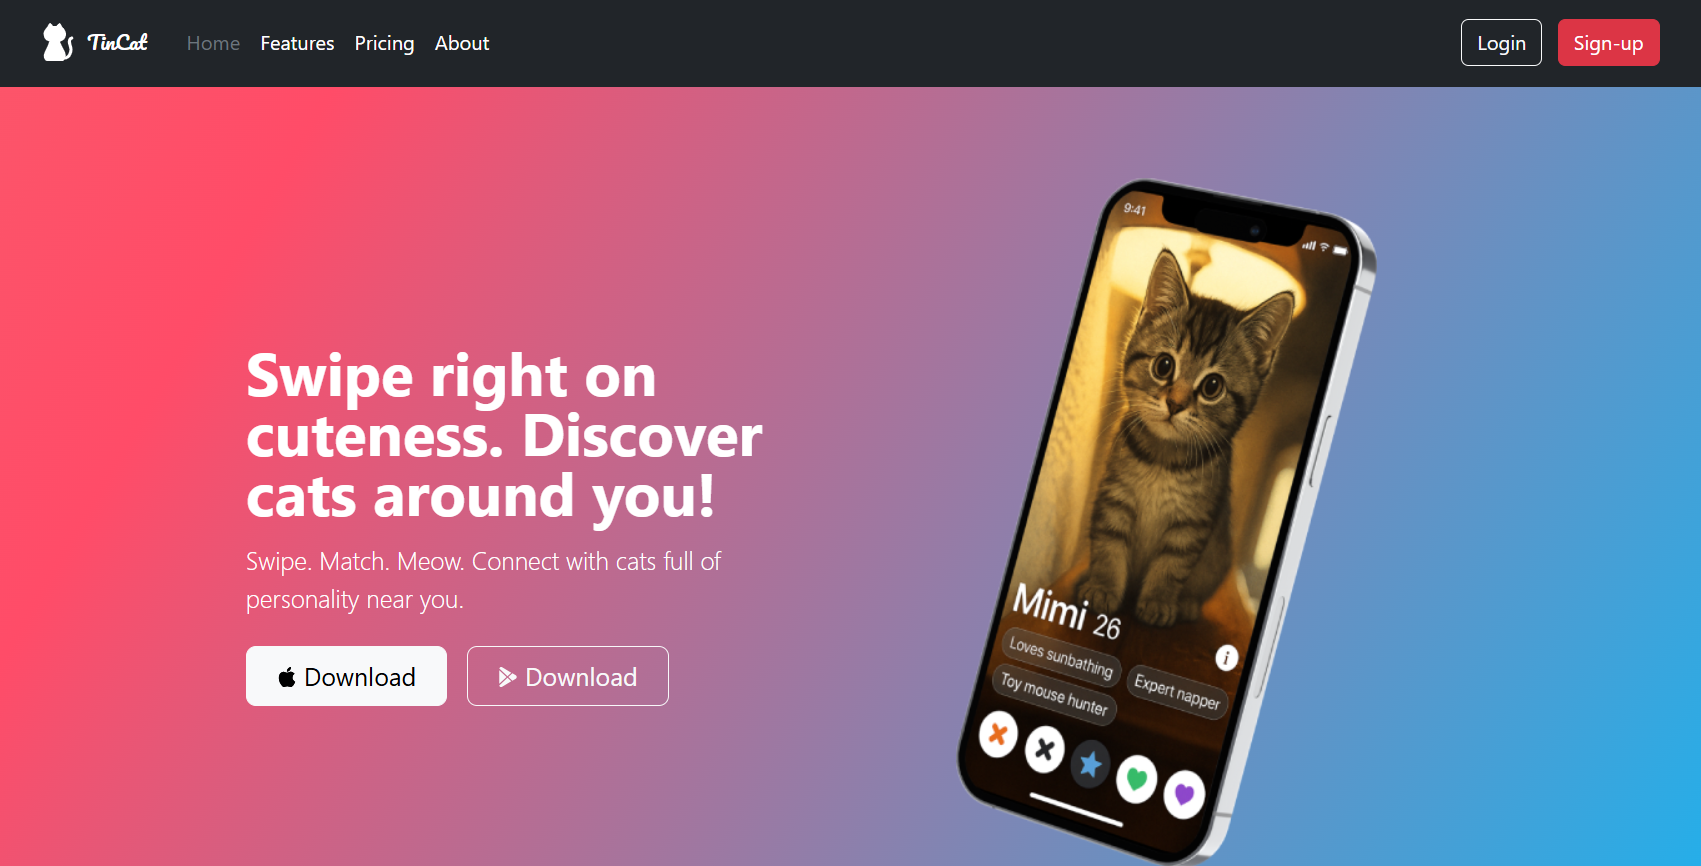 TinCat Home Features Pricing About Login Sign-up
Swipe right on
cuteness. Discover
cats around you!
Swipe. Match. Meow. Connect with cats full of
personality near you.
Download Download
9:41
Mimi 26
Loves sunbathing
Toy mouse hunter Expert napper